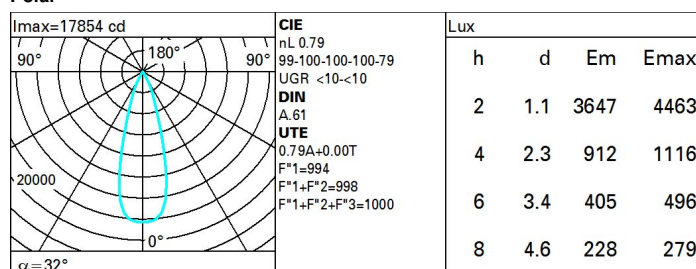 Imax=17854 cd
90° 180° 90°
20000
0°
α=32°
CIE
nL 0.79
99-100-100-100-79
UGR <10-<10
DIN
A.61
UTE
0.79A+0.00T
F"1=994
F"1+F"2=998
F"1+F"2+F"3=1000
Lux
h d Em Emax
2 1.1 3647 4463
4 2.3 912 1116
6 3.4 405 496
8 4.6 228 279